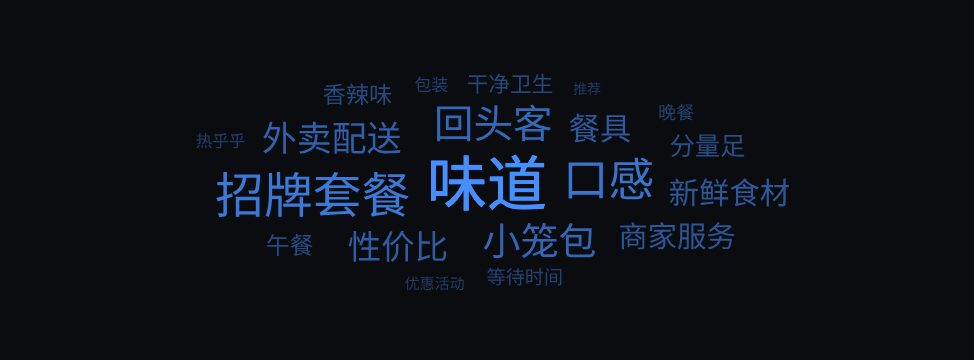 香辣味 包装 干净卫生 推荐
热乎乎 外卖配送 回头客 餐具 晚餐
分量足
招牌套餐 味道 口感 新鲜食材
午餐 性价比 小笼包 商家服务
优惠活动 等待时间